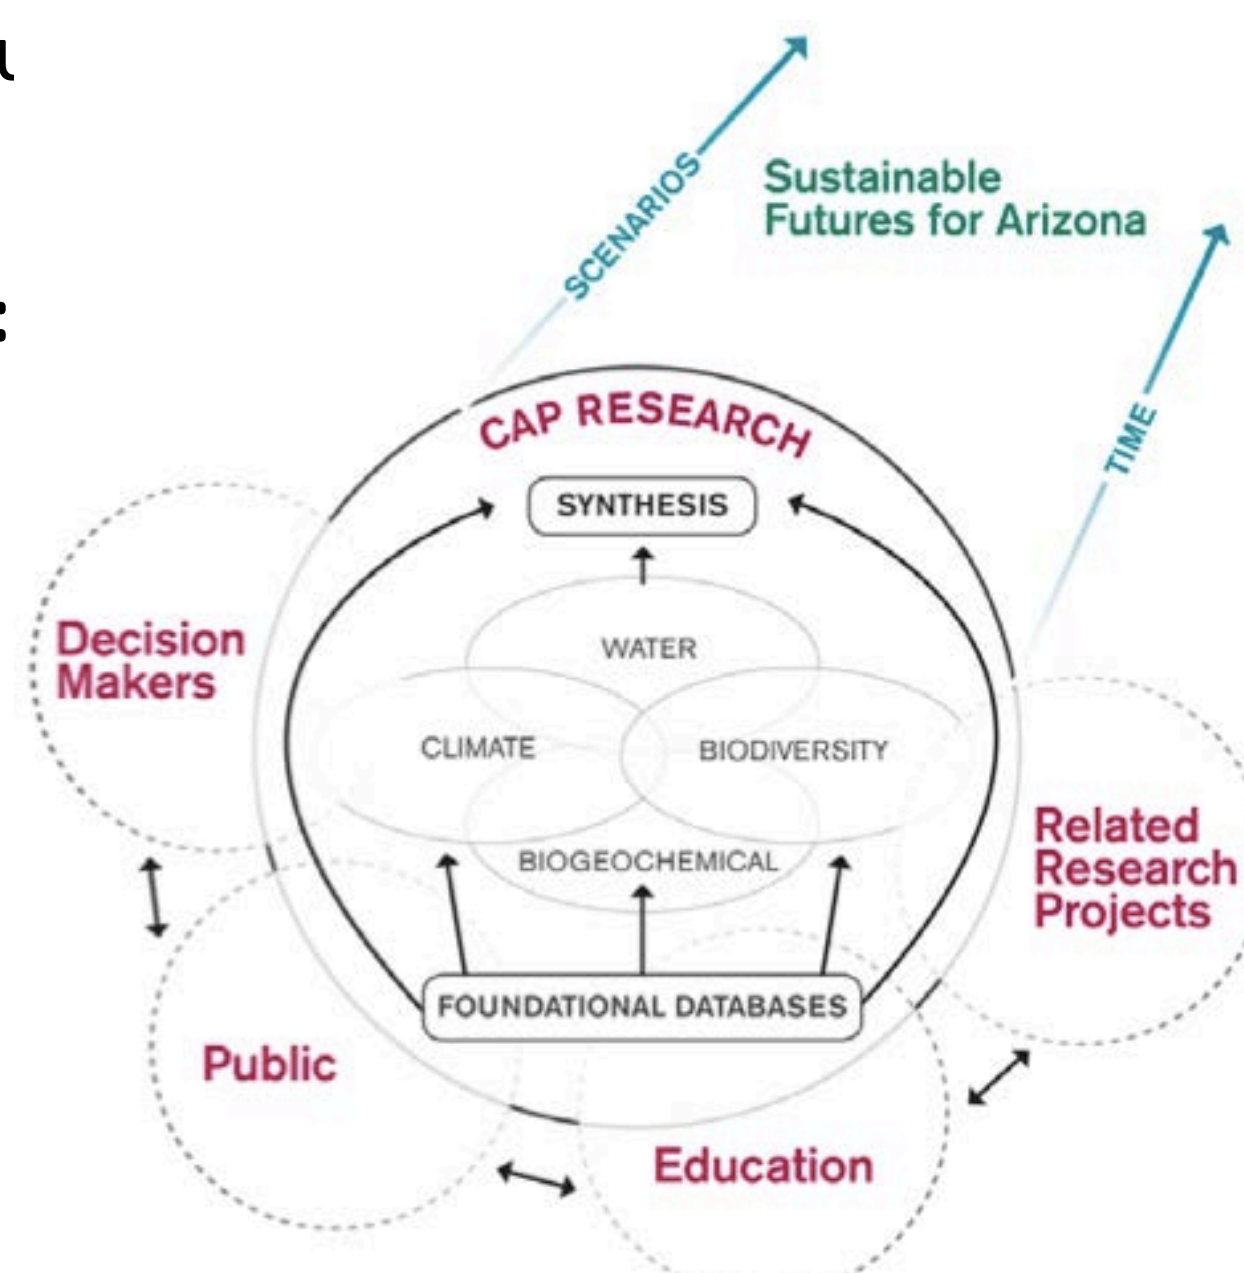 SCENARIOS
Sustainable
Futures for Arizona
TIME
CAP RESEARCH
SYNTHESIS
WATER
Decision
Makers
CLIMATE
BIODIVERSITY
BIOGEOCHEMICAL
Related
Research
Projects
FOUNDATIONAL DATABASES
Public
Education